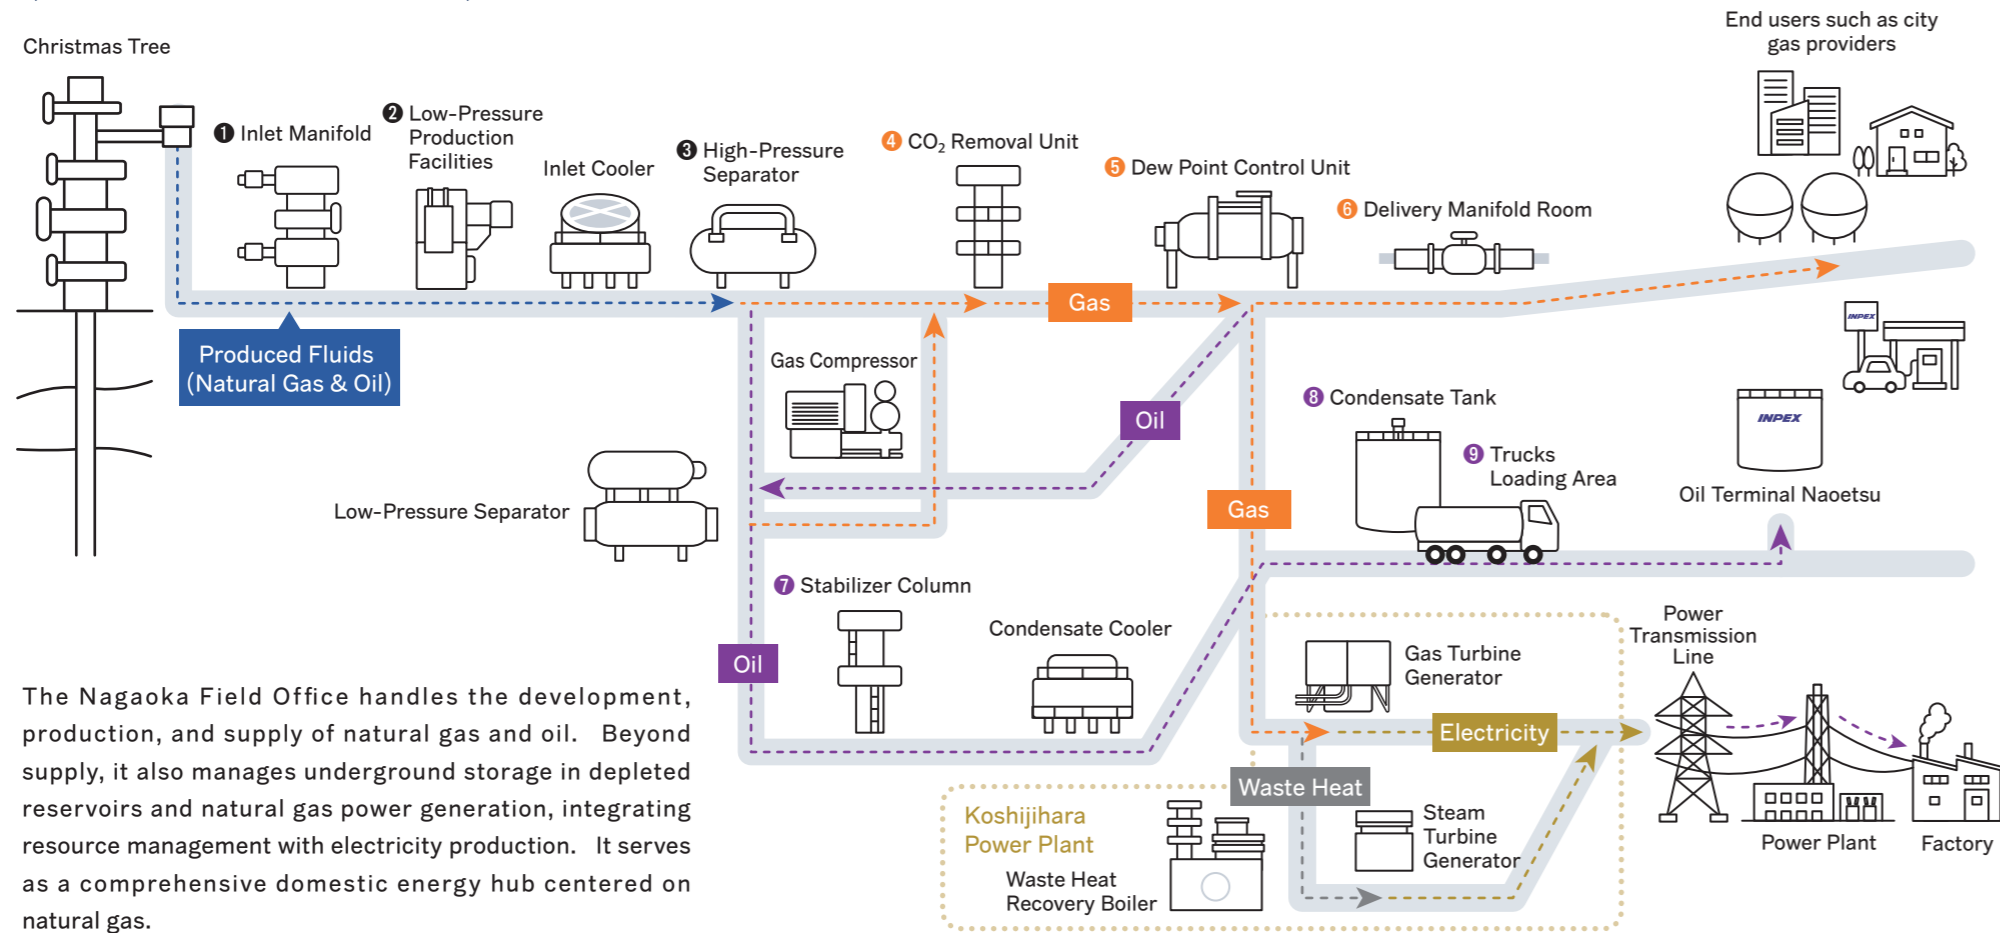 Christmas Tree
❶ Inlet Manifold
❷ Low-Pressure
Production
Facilities
Inlet Cooler
❸ High-Pressure
Separator
❹ CO₂ Removal Unit
❺ Dew Point Control Unit
❻ Delivery Manifold Room
End users such as city
gas providers
Produced Fluids
(Natural Gas & Oil)
Gas
Gas Compressor
Oil
Low-Pressure Separator
Gas
❽ Condensate Tank
❾ Trucks
Loading Area
INPEX
INPEX
Oil Terminal Naoetsu
❼ Stabilizer Column
Condensate Cooler
Oil
Gas Turbine
Generator
Electricity
Waste Heat
Koshijihara
Power Plant
Waste Heat
Recovery Boiler
Steam
Turbine
Generator
Power
Transmission
Line
Power Plant
Factory
The Nagaoka Field Office handles the development,
production, and supply of natural gas and oil. Beyond
supply, it also manages underground storage in depleted
reservoirs and natural gas power generation, integrating
resource management with electricity production. It serves
as a comprehensive domestic energy hub centered on
natural gas.